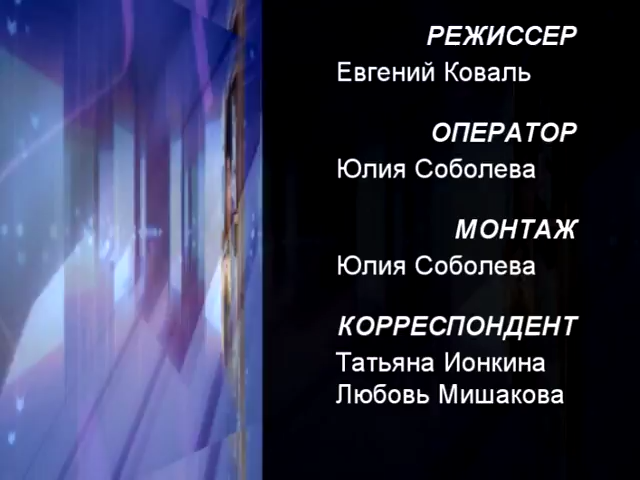 РЕЖИССЕР
Евгений Коваль
ОПЕРАТОР
Юлия Соболева
МОНТАЖ
Юлия Соболева
КОРРЕСПОНДЕНТ
Татьяна Ионкина
Любовь Мишакова